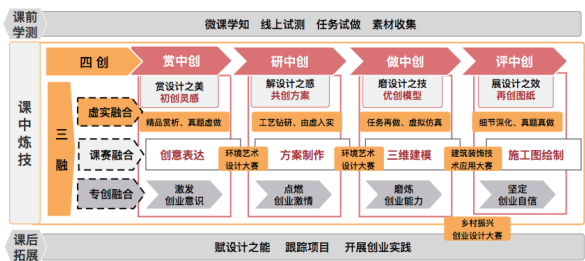 课前
学测
微课学知 线上试测 任务试做 素材收集
课中炼技
四创
赏中创
研中创
做中创
评中创
赏设计之美
初创灵感
解设计之惑
共创方案
磨设计之技
优创模型
展设计之效
再创图纸
三融
虚实融合
精品赏析、真题虚做
工艺钻研、由虚入实
任务再做、虚拟仿真
细节深化、真题真做
课赛融合
创意表达
环境艺术
设计大赛
方案制作
环境艺术
设计大赛
三维建模
建筑装饰技
术应用大赛
施工图绘制
专创融合
激发
创业意识
点燃
创业激情
磨炼
创业能力
坚定
创业自信
乡村振兴
创业设计大赛
课后
拓展
赋设计之能 跟踪项目 开展创业实践